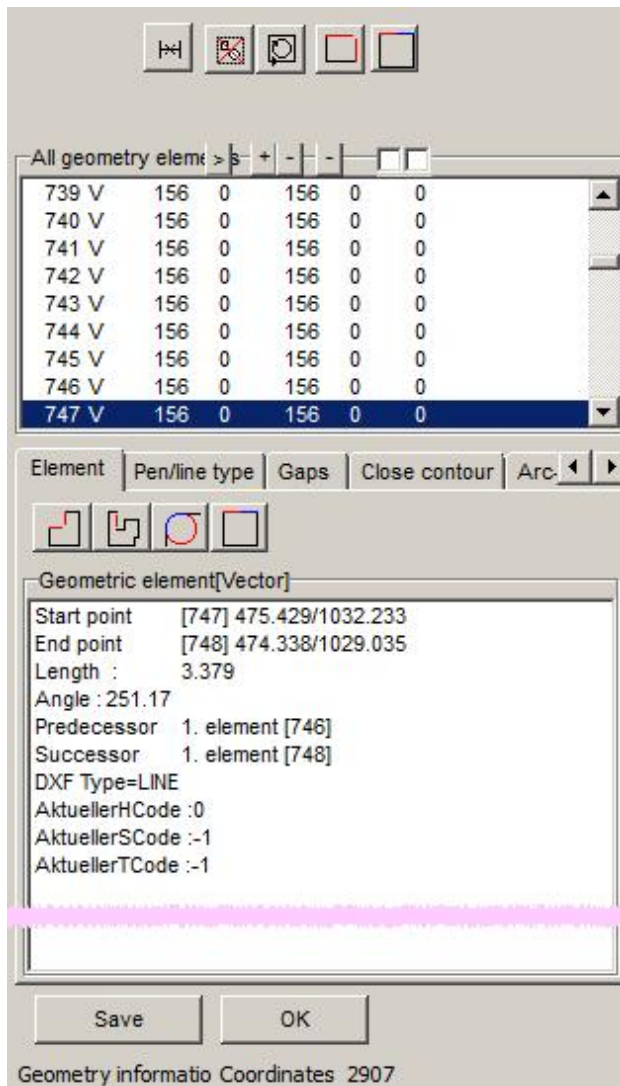 All geometry eleme > s + - - 
739 V 156 0 156 0 0
740 V 156 0 156 0 0
741 V 156 0 156 0 0
742 V 156 0 156 0 0
743 V 156 0 156 0 0
744 V 156 0 156 0 0
745 V 156 0 156 0 0
746 V 156 0 156 0 0
747 V 156 0 156 0 0
Element Pen/line type Gaps Close contour Arc-
Geometric element[Vector]
Start point [747] 475.429/1032.233
End point [748] 474.338/1029.035
Length : 3.379
Angle : 251.17
Predecessor 1. element [746]
Successor 1. element [748]
DXF Type=LINE
AktuellerHCode :0
AktuellerSCode :-1
AktuellerTCode :-1
Save OK
Geometry informatio Coordinates 2907